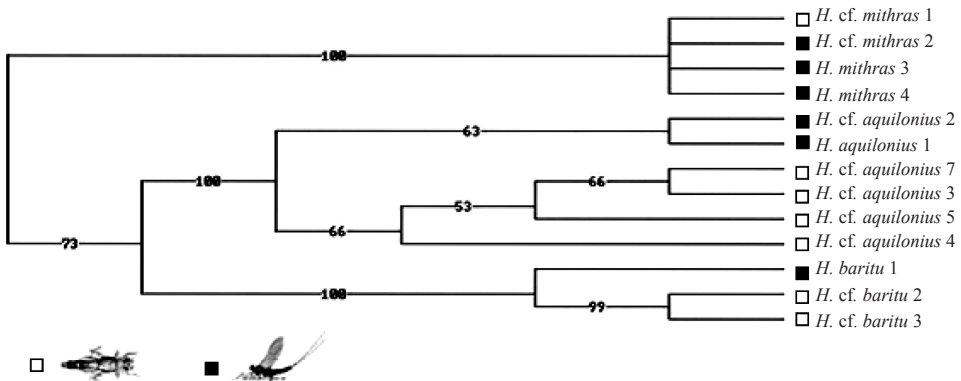 H. cf. mithras 1
H. cf. mithras 2
100
H. mithras 3
H. mithras 4
H. cf. aquilonius 2
63
H. aquilonius 1
H. cf. aquilonius 7
100
66
H. cf. aquilonius 3
53
H. cf. aquilonius 5
66
73
H. cf. aquilonius 4
H. baritu 1
100
H. cf. baritu 2
99
H. cf. baritu 3